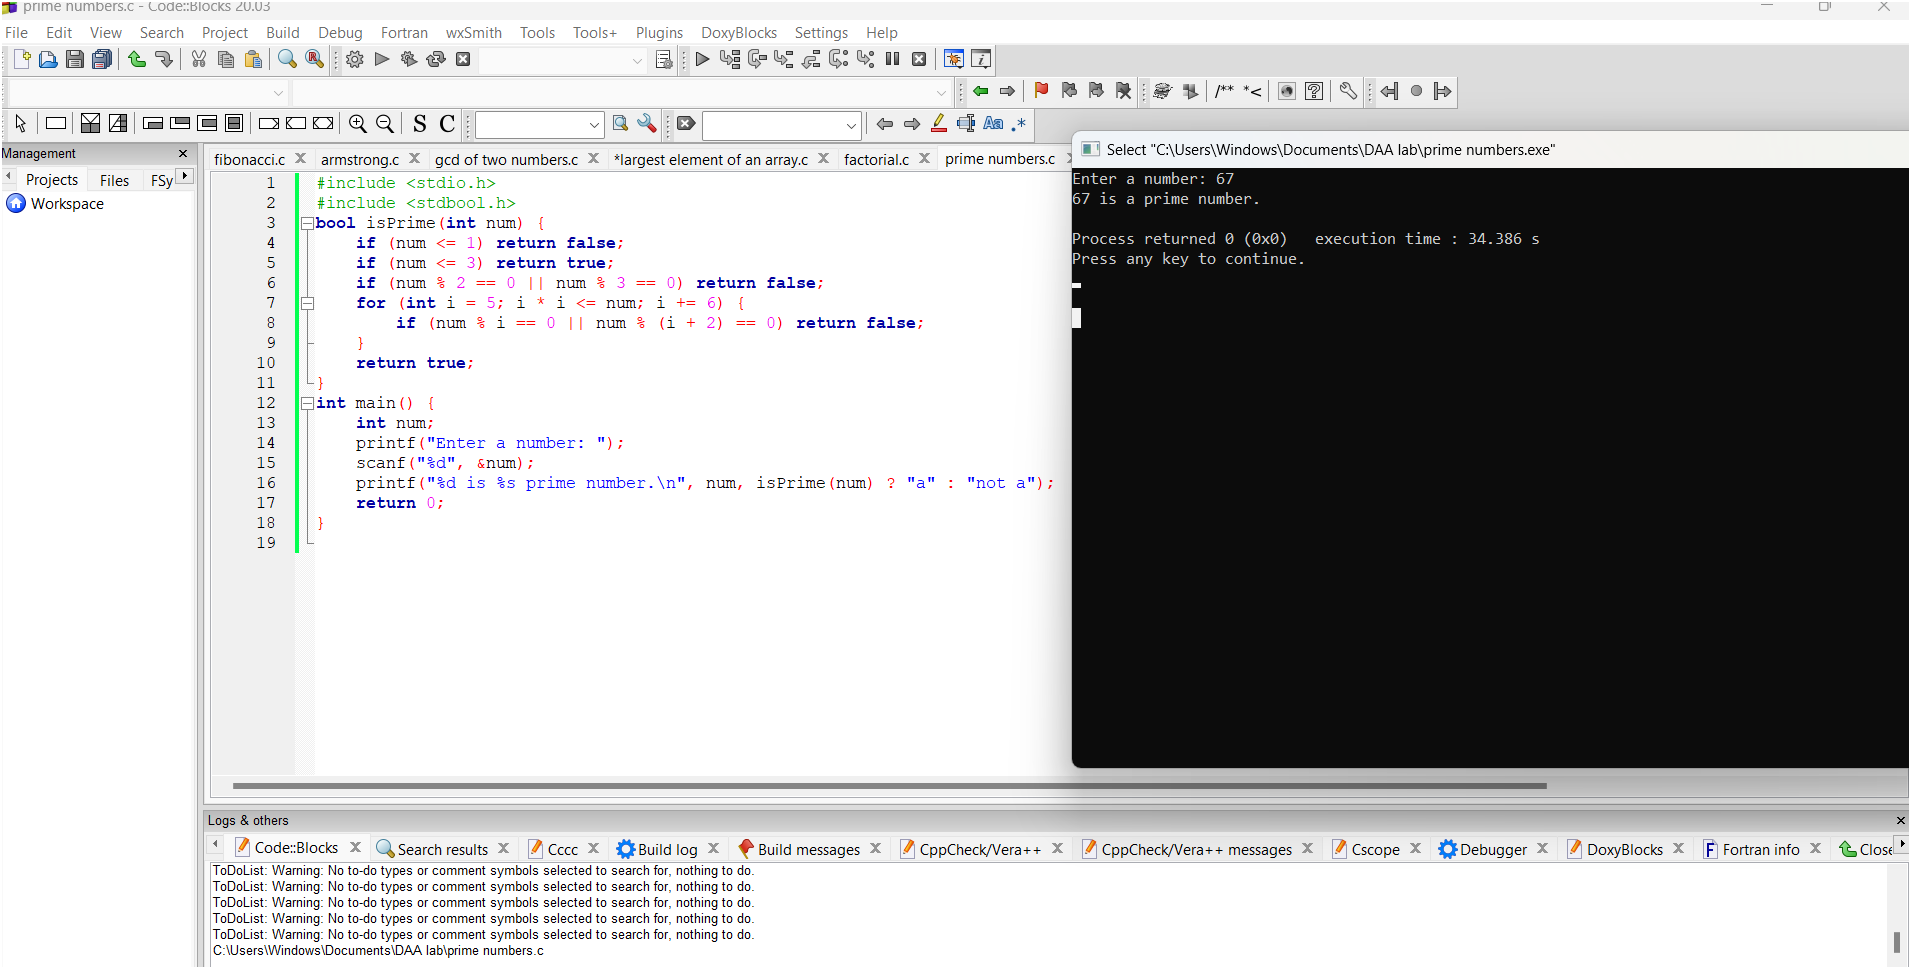 prime numbers.c - Code::Blocks 20.03
File Edit View Search Project Build Debug Fortran wxSmith Tools Tools+ Plugins DoxyBlocks Settings Help
/** *<
S C
Aa .*
Management
Projects Files FSy
Workspace
fibonacci.c armstrong.c gcd of two numbers.c *largest element of an array.c factorial.c prime numbers.c
1 #include <stdio.h>
2 #include <stdbool.h>
3 bool isPrime(int num) {
4 if (num <= 1) return false;
5 if (num <= 3) return true;
6 if (num % 2 == 0 || num % 3 == 0) return false;
7 for (int i = 5; i * i <= num; i += 6) {
8 if (num % i == 0 || num % (i + 2) == 0) return false;
9 }
10 return true;
11 }
12 int main() {
13 int num;
14 printf("Enter a number: ");
15 scanf("%d", &num);
16 printf("%d is %s prime number.\n", num, isPrime(num) ? "a" : "not a");
17 return 0;
18 }
19
Select "C:\Users\Windows\Documents\DAA lab\prime numbers.exe"
Enter a number: 67
67 is a prime number.
Process returned 0 (0x0) execution time : 34.386 s
Press any key to continue.
Logs & others
Code::Blocks Search results Cccc Build log Build messages CppCheck/Vera++ CppCheck/Vera++ messages Cscope Debugger DoxyBlocks Fortran info Close
ToDoList: Warning: No to-do types or comment symbols selected to search for, nothing to do.
ToDoList: Warning: No to-do types or comment symbols selected to search for, nothing to do.
ToDoList: Warning: No to-do types or comment symbols selected to search for, nothing to do.
ToDoList: Warning: No to-do types or comment symbols selected to search for, nothing to do.
ToDoList: Warning: No to-do types or comment symbols selected to search for, nothing to do.
C:\Users\Windows\Documents\DAA lab\prime numbers.c